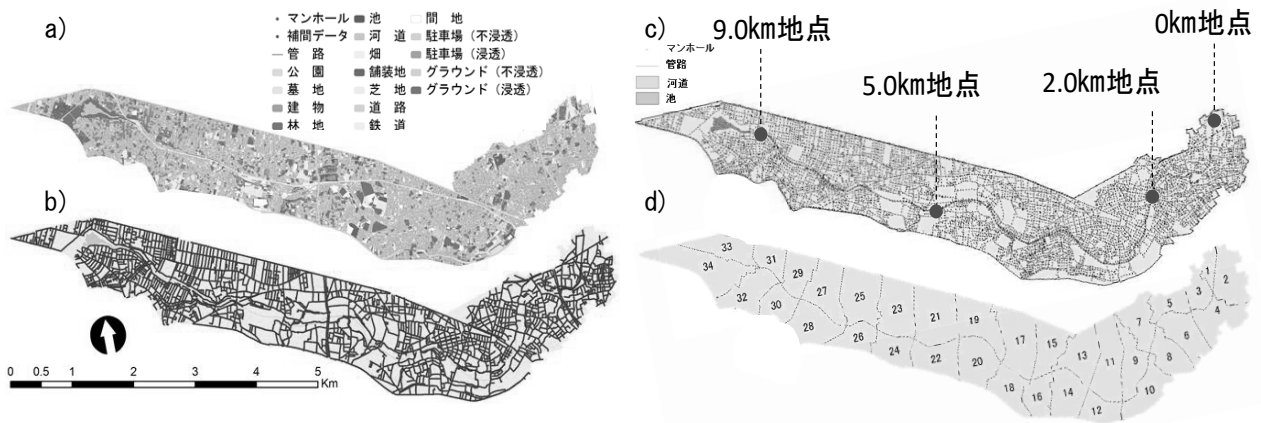 a)
マンホール 池 間 地
補間データ 河 道 駐車場（不浸透）
管 路 畑 駐車場（浸透）
公 園 舗装地 グラウンド（不浸透）
墓 地 芝 地 グラウンド（浸透）
建 物 道 路
林 地 鉄 道
b)
0 0.5 1 2 3 4 5
Km
c)
9.0km地点
0km地点
マンホール
管路
河道
池
5.0km地点
2.0km地点
d)
33
34
31
32
29
30
27
28
25
26
23
24
21
22
19
20
17
18
15
16
13
14
11
12
9
10
7
8
5
6
3
4
1
2